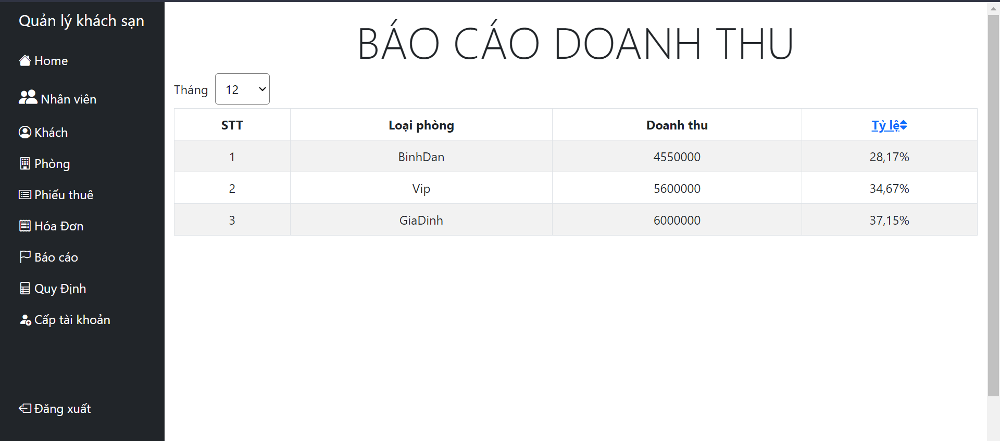 Quản lý khách sạn
Home
Nhân viên
Khách
Phòng
Phiếu thuê
Hóa Đơn
Báo cáo
Quy Định
Cấp tài khoản
Đăng xuất
BÁO CÁO DOANH THU
Tháng 12
STT Loại phòng Doanh thu Tỷ lệ
1 BinhDan 4550000 28,17%
2 Vip 5600000 34,67%
3 GiaDinh 6000000 37,15%